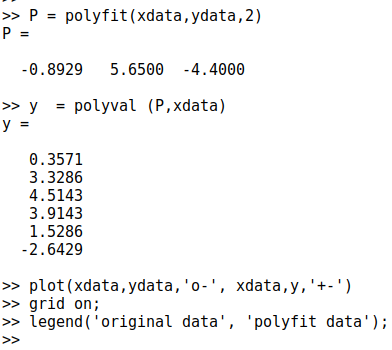 >> P = polyfit(xdata,ydata,2)
P =
-0.8929 5.6500 -4.4000
>> y = polyval (P,xdata)
y =
0.3571
3.3286
4.5143
3.9143
1.5286
-2.6429
>> plot(xdata,ydata,'o-', xdata,y,'+-')
>> grid on;
>> legend('original data', 'polyfit data');
>>